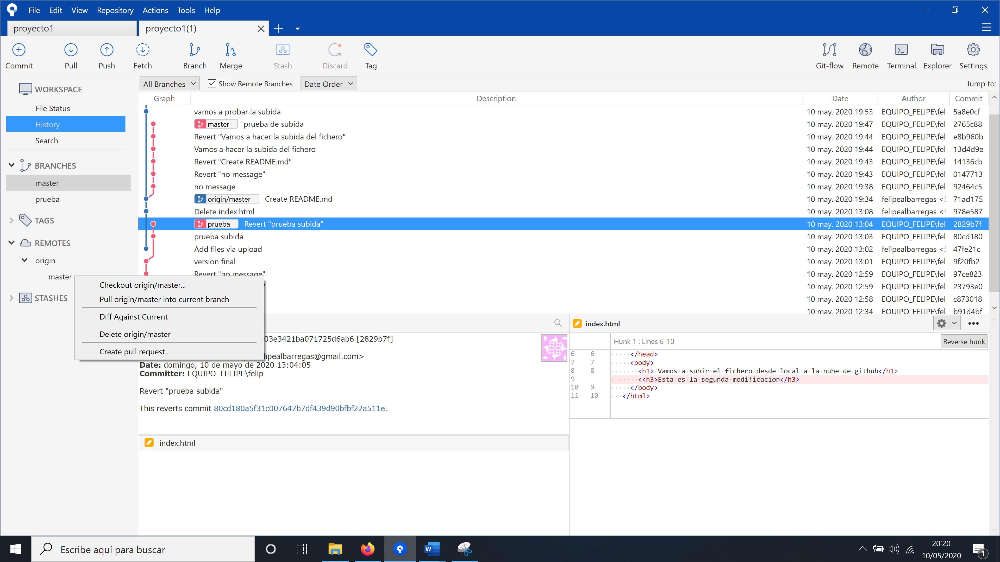 File Edit View Repository Actions Tools Help
proyecto1 proyecto1(1)
Commit Pull Push Fetch Branch Merge Stash Discard Tag Git-flow Remote Terminal Explorer Settings
WORKSPACE
File Status
History
Search
BRANCHES
master
prueba
TAGS
REMOTES
origin
master
STASHES
All Branches Show Remote Branches Date Order Jump to:
Graph Description Date Author Commit
vamos a probar la subida 10 may. 2020 19:53 EQUIPO_FELIPE\fel 5a8e0cf
master prueba de subida 10 may. 2020 19:47 EQUIPO_FELIPE\fel 2765c88
Revert "Vamos a hacer la subida del fichero" 10 may. 2020 19:44 EQUIPO_FELIPE\fel e8b960b
Vamos a hacer la subida del fichero 10 may. 2020 19:44 EQUIPO_FELIPE\fel 13d4d9e
Revert "Create README.md" 10 may. 2020 19:43 EQUIPO_FELIPE\fel 14136cb
Revert "no message" 10 may. 2020 19:43 EQUIPO_FELIPE\fel 0147713
no message 10 may. 2020 19:38 EQUIPO_FELIPE\fel 92464c5
origin/master Create README.md 10 may. 2020 19:34 felipealbarregas <5 71ad175
Delete index.html 10 may. 2020 13:08 felipealbarregas <5 978e587
prueba Revert "prueba subida" 10 may. 2020 13:04 EQUIPO_FELIPE\fel 2829b7f
prueba subida 10 may. 2020 13:03 EQUIPO_FELIPE\fel 80cd180
Add files via upload 10 may. 2020 13:02 felipealbarregas <5 47fe21c
version final 10 may. 2020 13:01 EQUIPO_FELIPE\fel 9f20fb2
Revert "no message" 10 may. 2020 12:59 EQUIPO_FELIPE\fel 97ce823
10 may. 2020 12:59 EQUIPO_FELIPE\fel 23793e0
10 may. 2020 12:58 EQUIPO_FELIPE\fel c873018
10 may. 2020 12:34 EQUIPO_FELIPE\fel b91d4bf
Checkout origin/master...
Pull origin/master into current branch
Diff Against Current
Delete origin/master
Create pull request...
03e3421ba071725d6ab6 [2829b7f]
lipealbarregas@gmail.com>
Date: domingo, 10 de mayo de 2020 13:04:05
Committer: EQUIPO_FELIPE\felip
Revert "prueba subida"
This reverts commit 80cd180a5f31c007647b7df439d90bfbf22a511e.
index.html
index.html
Hunk 1 : Lines 6-10 Reverse hunk
6 6 </head>
7 7 <body>
8 8 <h1> Vamos a subir el fichero desde local a la nube de github</h1>
9 - <<h3>Esta es la segunda modificacion</h3>
10 9 </body>
11 10 </html>
Escribe aquí para buscar
20:20
10/05/2020
1